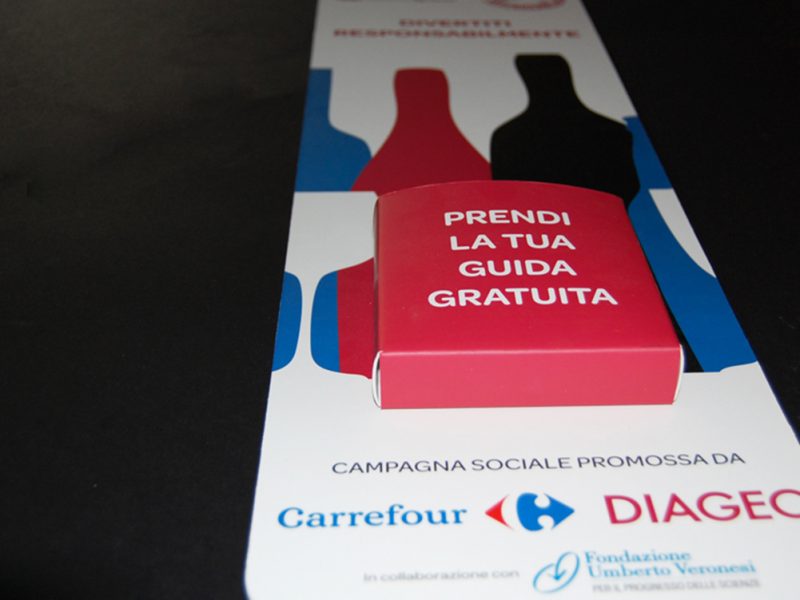 DIVERTITI
RESPONSABILMENTE
PRENDI
LA TUA
GUIDA
GRATUITA
CAMPAGNA SOCIALE PROMOSSA DA
Carrefour DIAGEO
In collaborazione con
Fondazione
Umberto Veronesi
PER IL PROGRESSO DELLE SCIENZE